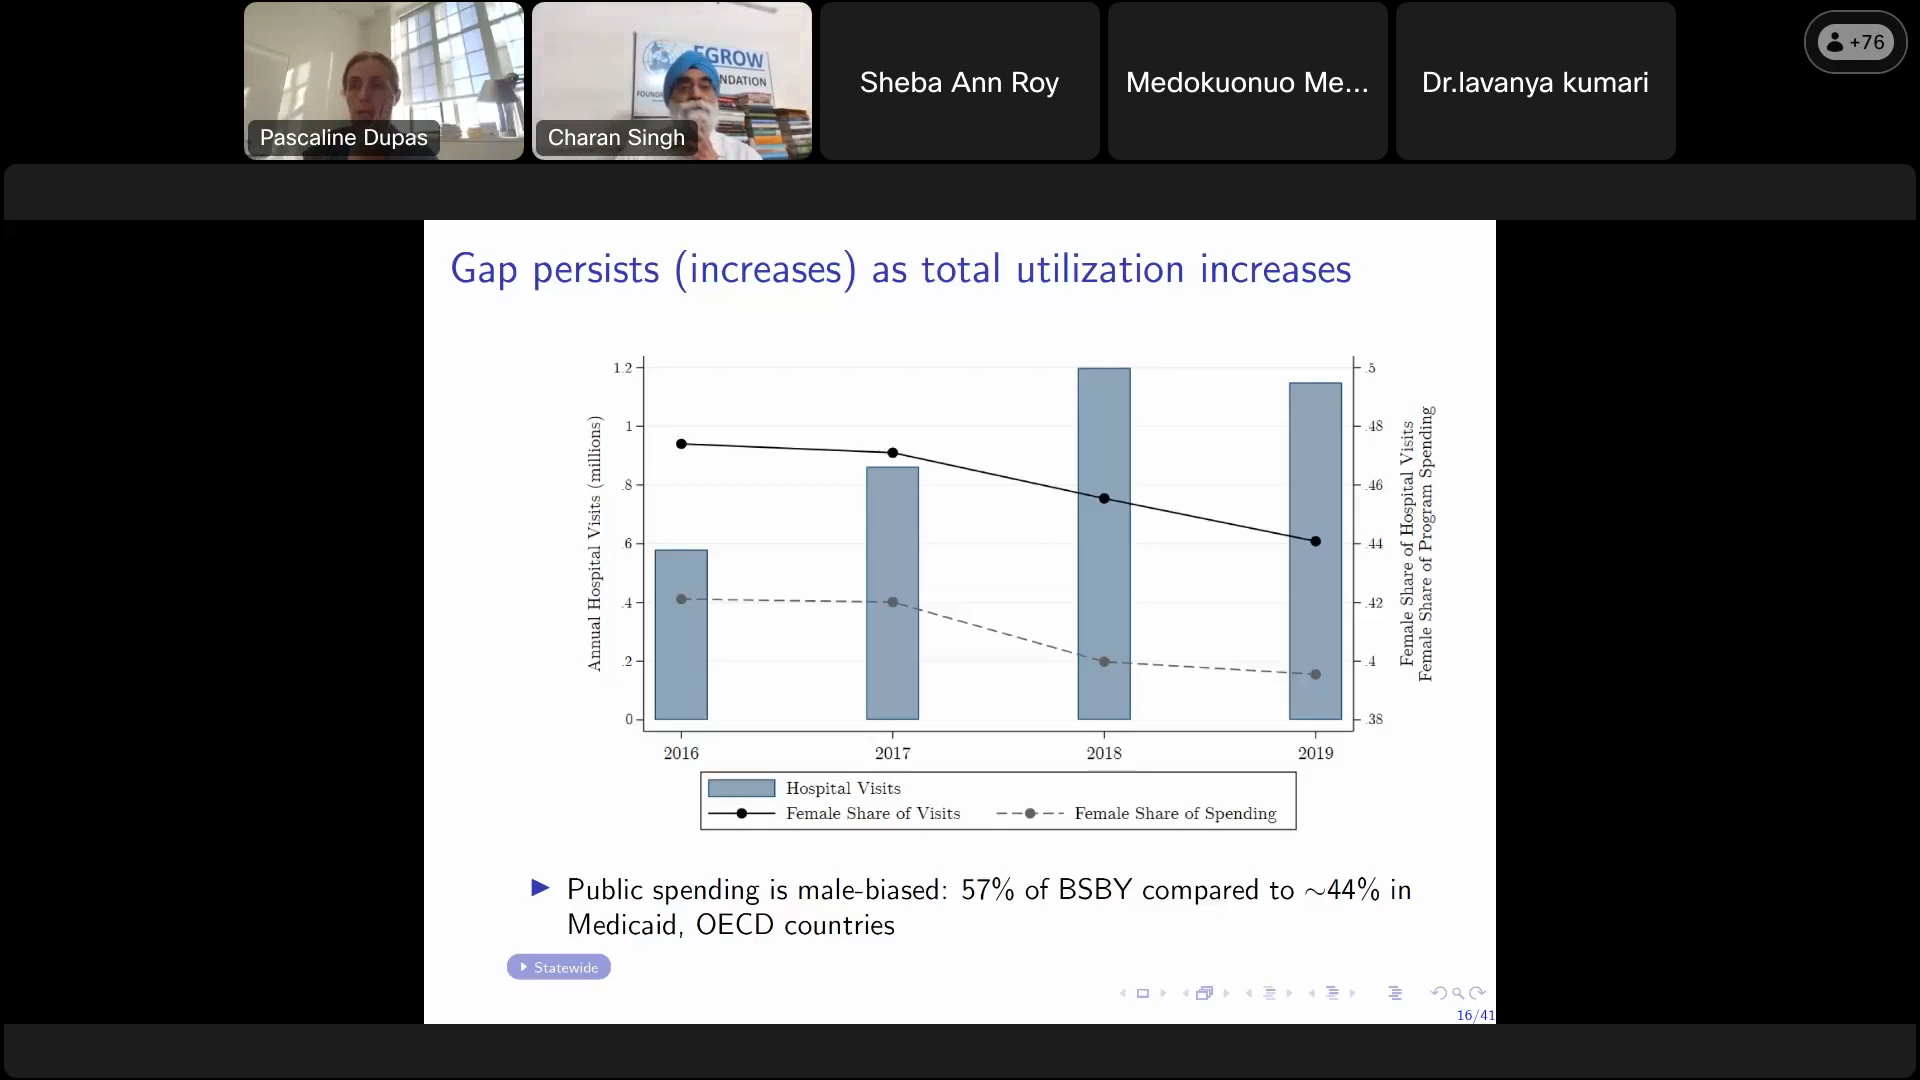 EGROW
FOUNDATION
Pascaline Dupas
Charan Singh
Sheba Ann Roy
Medokuonuo Me...
Dr.lavanya kumari
+76
Gap persists (increases) as total utilization increases
Annual Hospital Visits (millions)
1.2
1
.8
.6
.4
.2
0
.5
.48
.46
.44
.42
.4
.38
Female Share of Hospital Visits
Female Share of Program Spending
2016 2017 2018 2019
Hospital Visits
Female Share of Visits Female Share of Spending
Public spending is male-biased: 57% of BSBY compared to ~44% in
Medicaid, OECD countries
Statewide
16/41